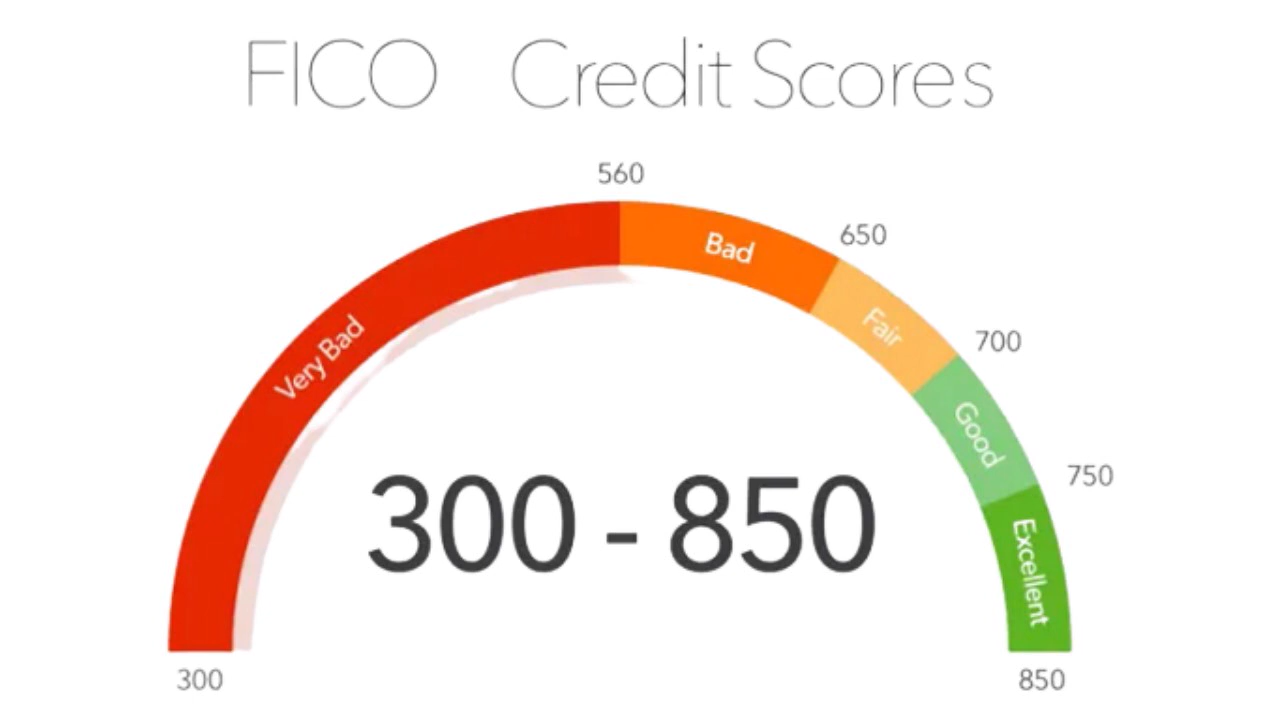 FICO Credit Scores
560
Bad
650
Fair
700
Very Bad
Good
750
300 - 850
Excellent
300
850